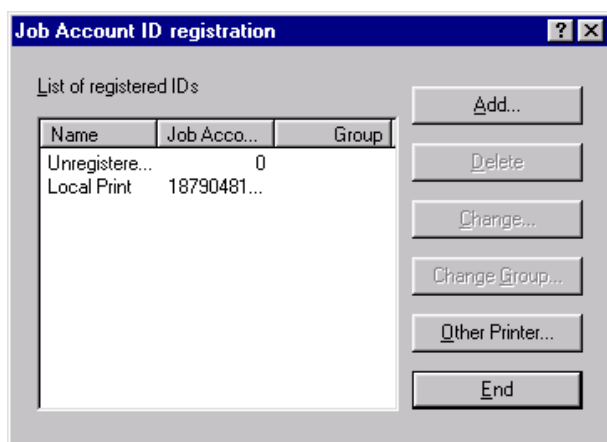 Job Account ID registration
List of registered IDs
Name Job Acco... Group
Unregistere... 0
Local Print 18790481...
Add...
Delete
Change...
Change Group...
Other Printer...
End